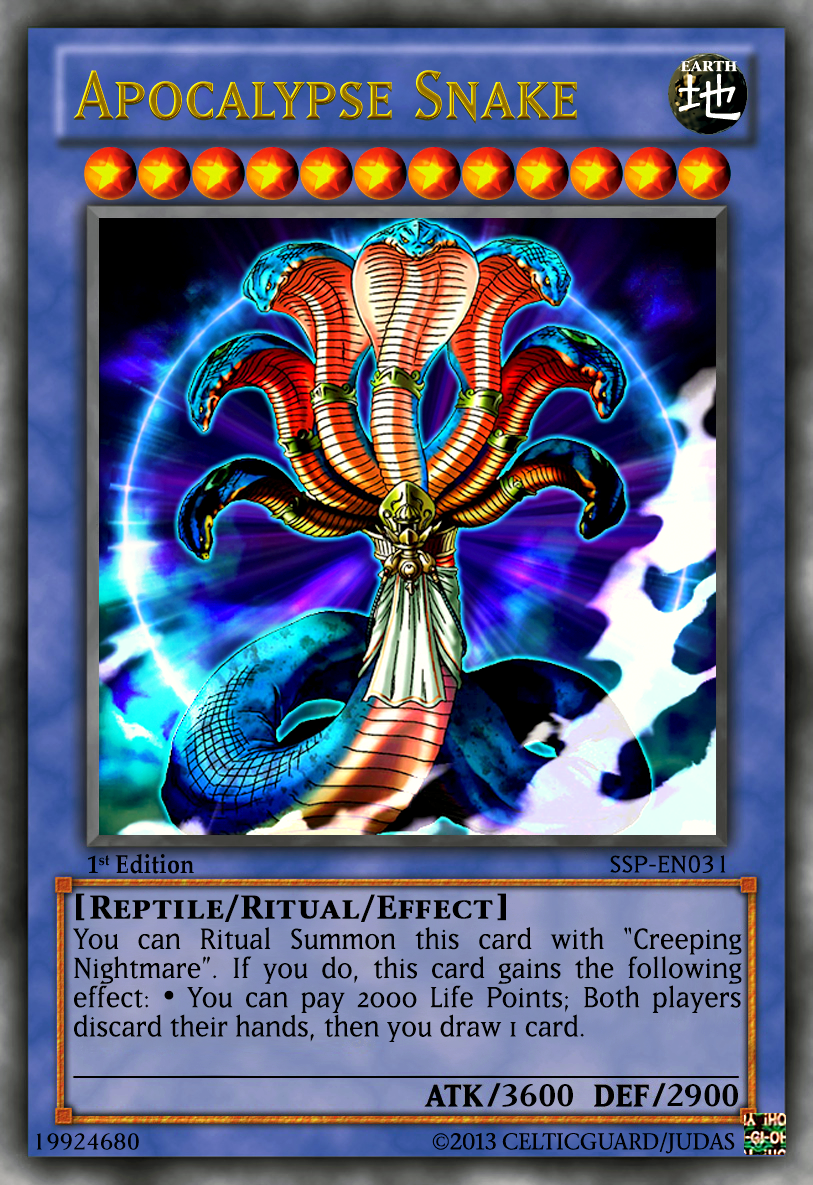 APOCALYPSE SNAKE
EARTH
地
1st Edition
SSP-EN031
[REPTILE/RITUAL/EFFECT]
You can Ritual Summon this card with "Creeping
Nightmare". If you do, this card gains the following
effect: • You can pay 2000 Life Points; Both players
discard their hands, then you draw 1 card.
ATK/3600 DEF/2900
19924680
©2013 CELTICGUARD/JUDAS